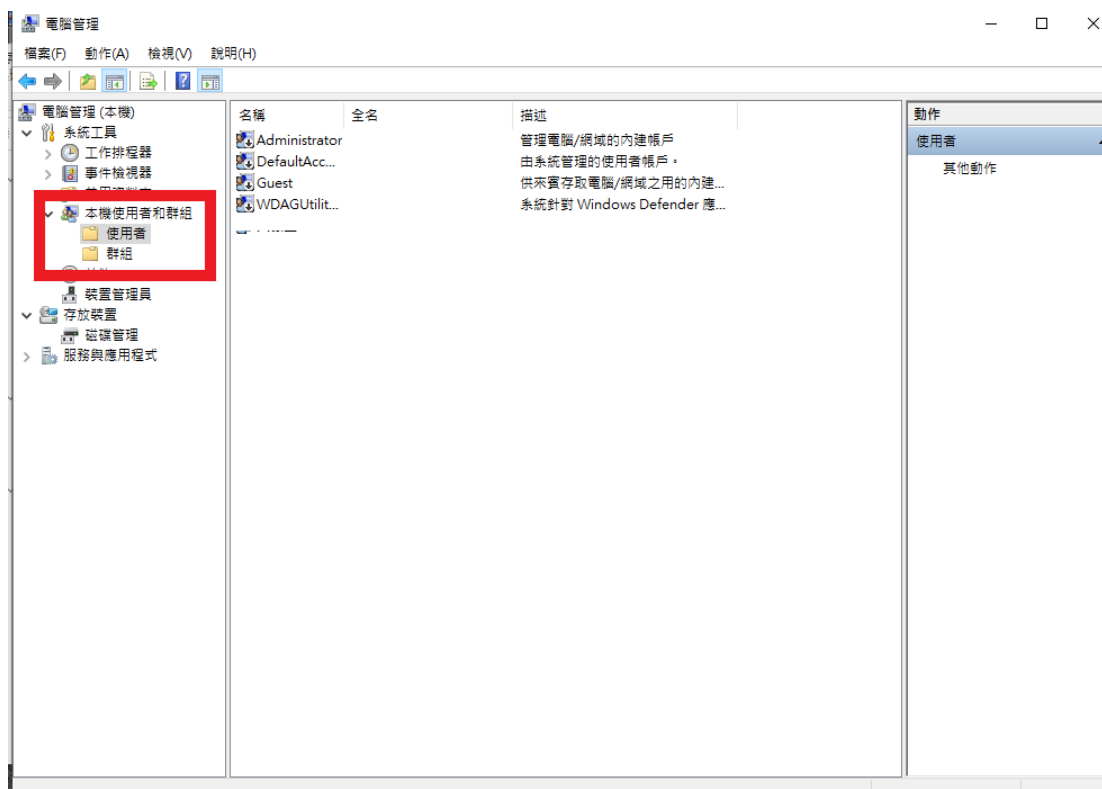 電腦管理
檔案(F) 動作(A) 檢視(V) 說明(H)
電腦管理 (本機)
系統工具
工作排程器
事件檢視器
本機使用者和群組
使用者
群組
裝置管理員
存放裝置
磁碟管理
服務與應用程式
名稱 全名 描述
Administrator 管理電腦/網域的內建帳戶
DefaultAcc... 由系統管理的使用者帳戶。
Guest 供來賓存取電腦/網域之用的內建...
WDAGUtilit... 系統針對 Windows Defender 應...
動作
使用者
其他動作